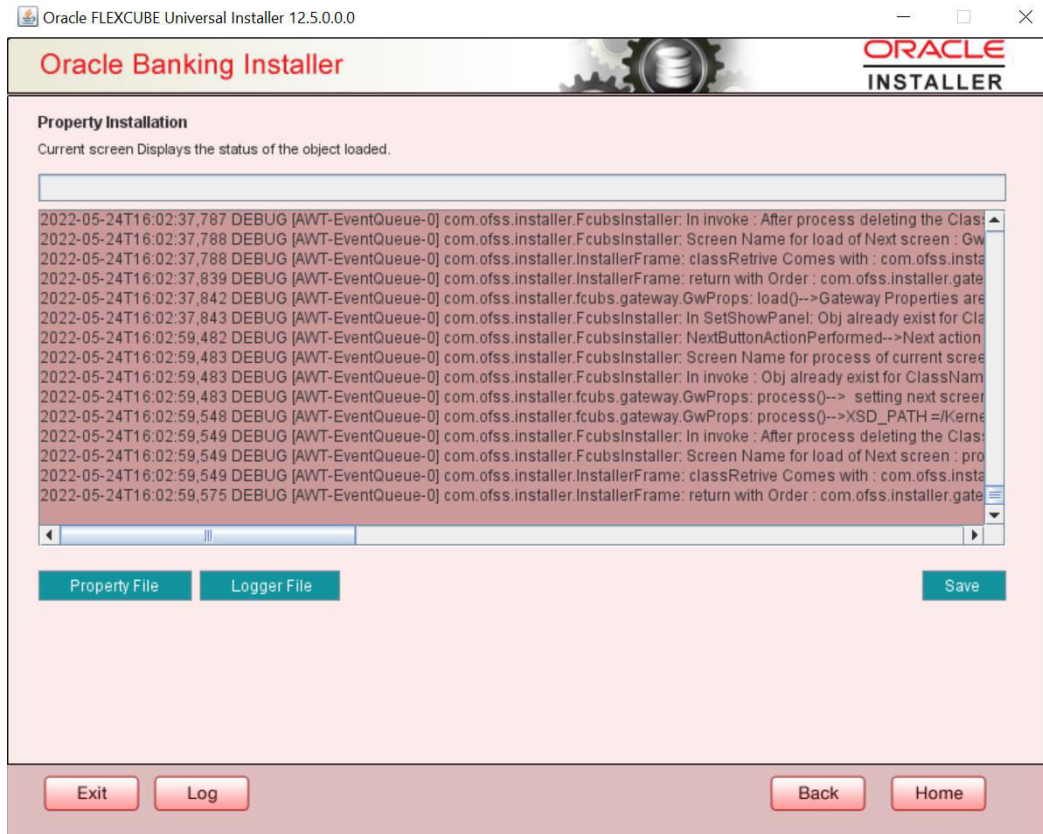 Oracle FLEXCUBE Universal Installer 12.5.0.0.0
Oracle Banking Installer
ORACLE
INSTALLER
Property Installation
Current screen Displays the status of the object loaded.
2022-05-24T16:02:37,787 DEBUG [AWT-EventQueue-0] com.ofss.installer.FcubsInstaller: In invoke : After process deleting the Clas
2022-05-24T16:02:37,788 DEBUG [AWT-EventQueue-0] com.ofss.installer.FcubsInstaller: Screen Name for load of Next screen : Gw
2022-05-24T16:02:37,788 DEBUG [AWT-EventQueue-0] com.ofss.installer.InstallerFrame: classRetrive Comes with : com.ofss.insta
2022-05-24T16:02:37,839 DEBUG [AWT-EventQueue-0] com.ofss.installer.InstallerFrame: return with Order : com.ofss.installer.gate
2022-05-24T16:02:37,842 DEBUG [AWT-EventQueue-0] com.ofss.installer.fcubs.gateway.GwProps: load()-->Gateway Properties are
2022-05-24T16:02:37,843 DEBUG [AWT-EventQueue-0] com.ofss.installer.FcubsInstaller: In SetShowPanel: Obj already exist for Cla
2022-05-24T16:02:59,482 DEBUG [AWT-EventQueue-0] com.ofss.installer.FcubsInstaller: NextButtonActionPerformed-->Next action
2022-05-24T16:02:59,483 DEBUG [AWT-EventQueue-0] com.ofss.installer.FcubsInstaller: Screen Name for process of current scree
2022-05-24T16:02:59,483 DEBUG [AWT-EventQueue-0] com.ofss.installer.FcubsInstaller: In invoke : Obj already exist for ClassNam
2022-05-24T16:02:59,483 DEBUG [AWT-EventQueue-0] com.ofss.installer.fcubs.gateway.GwProps: process()--> setting next screen
2022-05-24T16:02:59,548 DEBUG [AWT-EventQueue-0] com.ofss.installer.fcubs.gateway.GwProps: process()-->XSD_PATH =/Kerne
2022-05-24T16:02:59,549 DEBUG [AWT-EventQueue-0] com.ofss.installer.FcubsInstaller: In invoke : After process deleting the Clas
2022-05-24T16:02:59,549 DEBUG [AWT-EventQueue-0] com.ofss.installer.FcubsInstaller: Screen Name for load of Next screen : pro
2022-05-24T16:02:59,549 DEBUG [AWT-EventQueue-0] com.ofss.installer.InstallerFrame: classRetrive Comes with : com.ofss.insta
2022-05-24T16:02:59,575 DEBUG [AWT-EventQueue-0] com.ofss.installer.InstallerFrame: return with Order : com.ofss.installer.gate
Property File Logger File Save
Exit Log Back Home